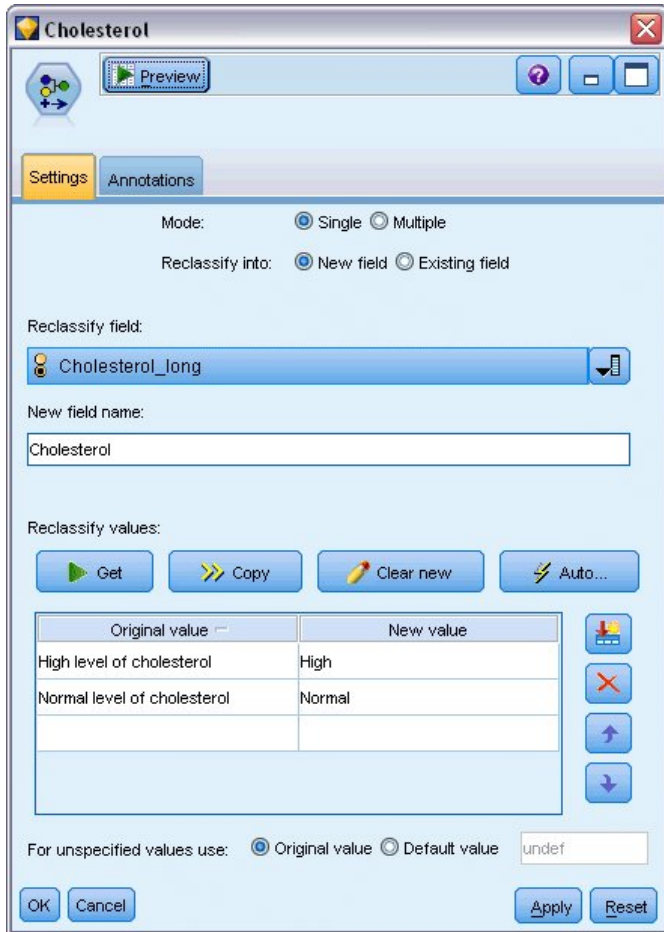 Cholesterol
Preview
Settings Annotations
Mode: Single Multiple
Reclassify into: New field Existing field
Reclassify field:
Cholesterol_long
New field name:
Cholesterol
Reclassify values:
Get Copy Clear new Auto...
Original value New value
High level of cholesterol High
Normal level of cholesterol Normal
For unspecified values use: Original value Default value undef
OK Cancel Apply Reset